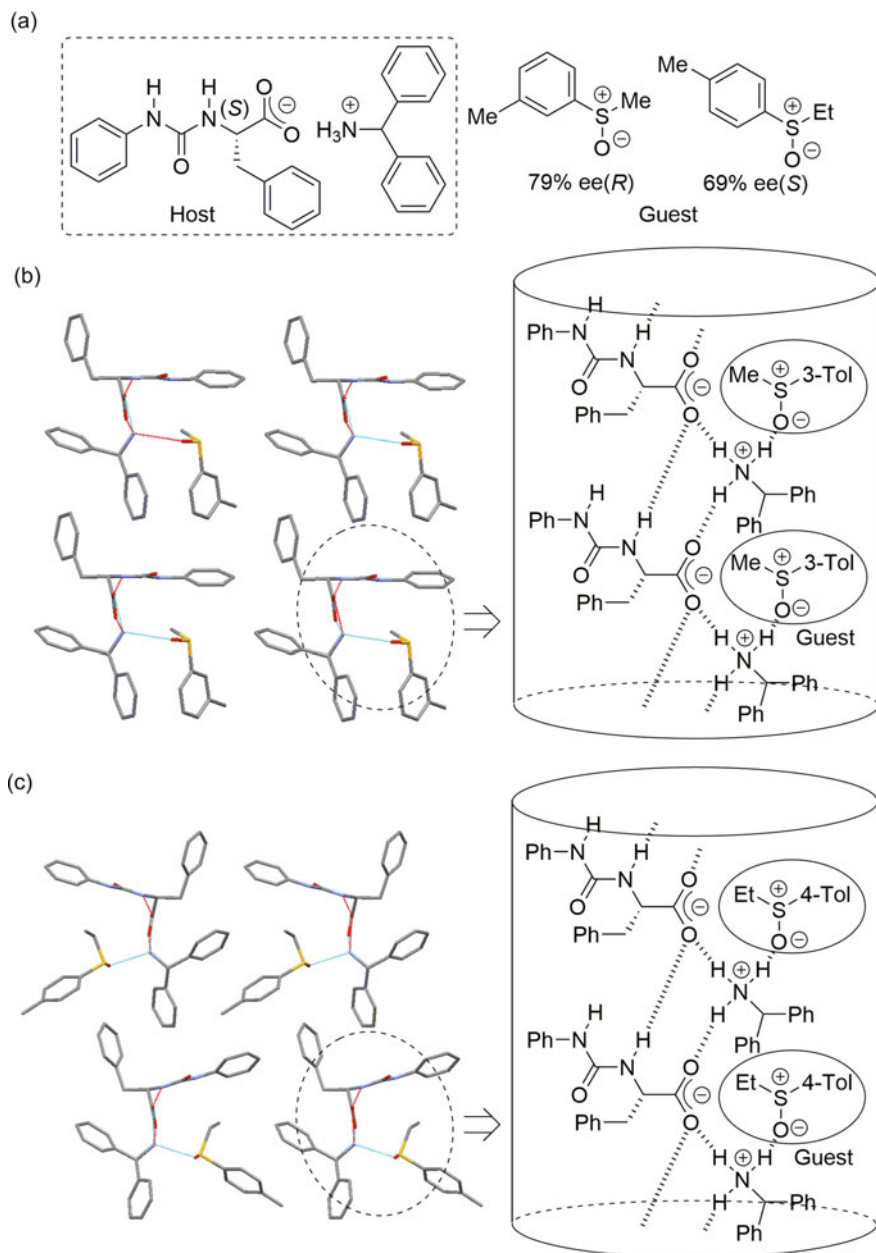 (a)
H H (S) O ⊖
N N O
O
Host
⊕
H3N
Me S ⊕ Me
O ⊖
79% ee(R)
Me
S ⊕ Et
O ⊖
69% ee(S)
Guest
(b)
H H
Ph-N N O
O ⊖
Ph O
Me ⊕ 3-Tol
S
O ⊖
H ⊕ H
H N
Ph
Ph
H H
Ph-N N O
O ⊖
Ph O
Me ⊕ 3-Tol
S
O ⊖
Guest
H ⊕ H
H N
Ph
Ph
(c)
H H
Ph-N N O
O ⊖
Ph O
Et ⊕ 4-Tol
S
O ⊖
H ⊕ H
H N
Ph
Ph
H H
Ph-N N O
O ⊖
Ph O
Et ⊕ 4-Tol
S
O ⊖
Guest
H ⊕ H
H N
Ph
Ph